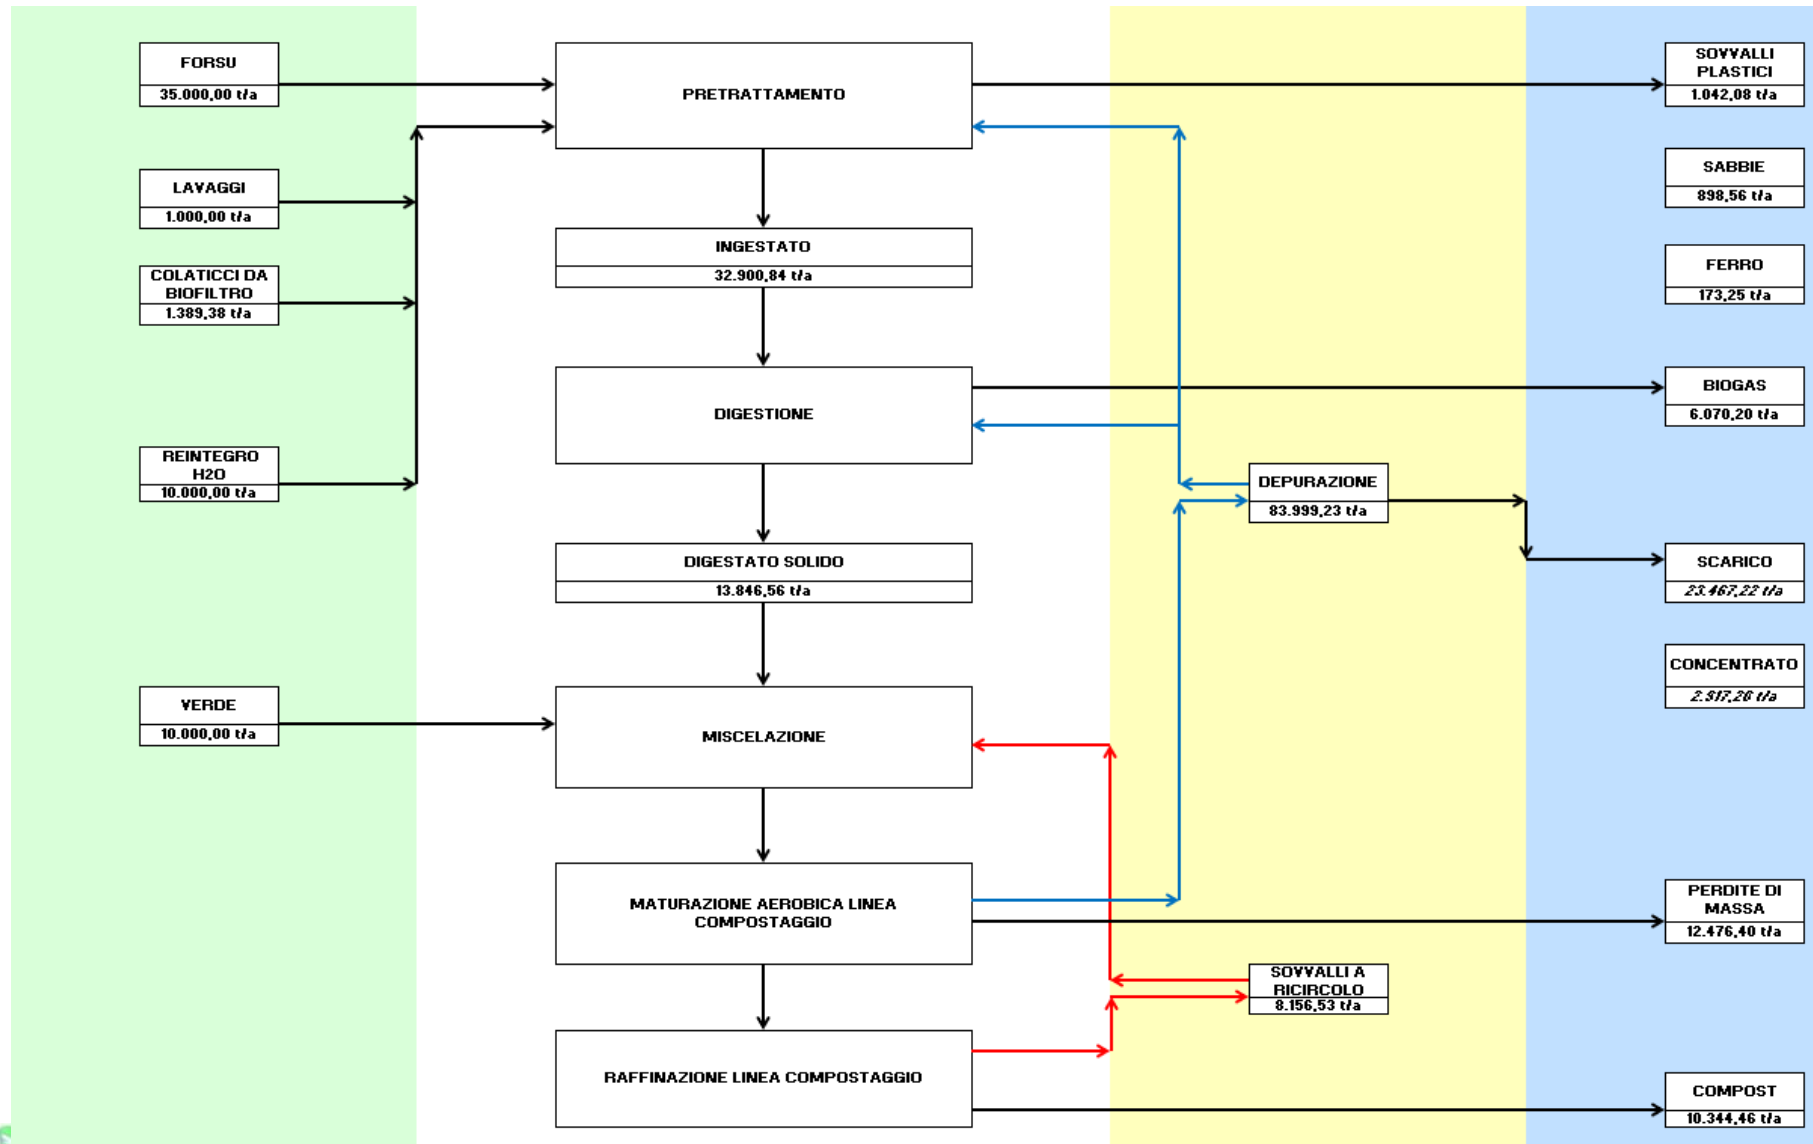 FORSU
35.000,00 t/a
PRETRATTAMENTO
SOVVALLI
PLASTICI
1.042,08 t/a
LAVAGGI
1.000,00 t/a
SABBIE
898,56 t/a
INGESTATO
32.900,84 t/a
COLATICCI DA
BIOFILTRO
1.389,38 t/a
FERRO
173,25 t/a
DIGESTIONE
BIOGAS
6.070,20 t/a
REINTEGRO
H2O
10.000,00 t/a
DEPURAZIONE
83.999,23 t/a
DIGESTATO SOLIDO
13.846,56 t/a
SCARICO
23.467,22 t/a
CONCENTRATO
2.517,26 t/a
VERDE
10.000,00 t/a
MISCELAZIONE
MATURAZIONE AEROBICA LINEA
COMPOSTAGGIO
PERDITE DI
MASSA
12.476,40 t/a
SOVVALLI A
RICIRCOLO
8.156,53 t/a
RAFFINAZIONE LINEA COMPOSTAGGIO
COMPOST
10.344,46 t/a